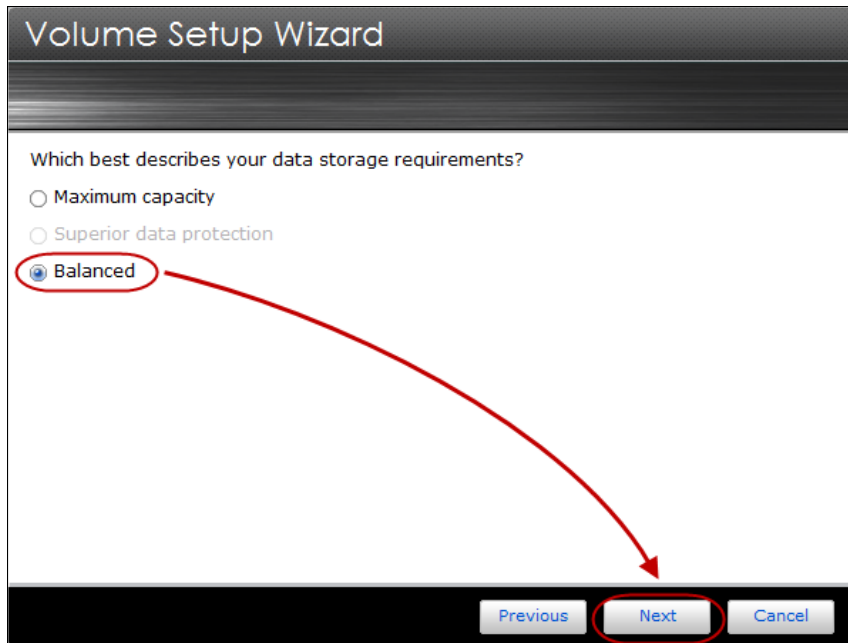 Volume Setup Wizard
Which best describes your data storage requirements?
Maximum capacity
Superior data protection
Balanced
Previous
Next
Cancel